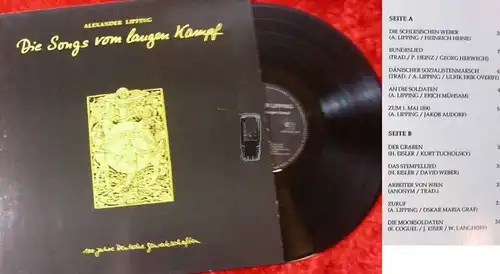 ALEXANDER LIPPING
Die Songs vom langen Kampf
100 Jahre Deutsche Gewerkschaften
SEITE A
DIE SCHLESISCHEN WEBER
(A. LIPPING / HEINRICH HEINE)
BUNDESLIED
(TRAD./ P. HEINZ / GEORG HERWEGH)
DÄNISCHER SOZIALISTENMARSCH
(TRAD. / A. LIPPING / ULRIK ERIK OVERBY)
AN DIE SOLDATEN
(A. LIPPING / ERICH MÜHSAM)
ZUM 1. MAI 1890
(A. LIPPING / JAKOB AUDORF)
SEITE B
DER GRABEN
(H. EISLER / KURT TUCHOLSKY)
DAS STEMPELLIED
(H. EISLER / DAVID WEBER)
ARBEITER VON WIEN
(ANONYM / TRAD.)
ZURUF
(A. LIPPING / OSKAR MARIA GRAF)
DIE MOORSOLDATEN
(R. GOGUEL / J. ESSER / W. LANGHOFF)